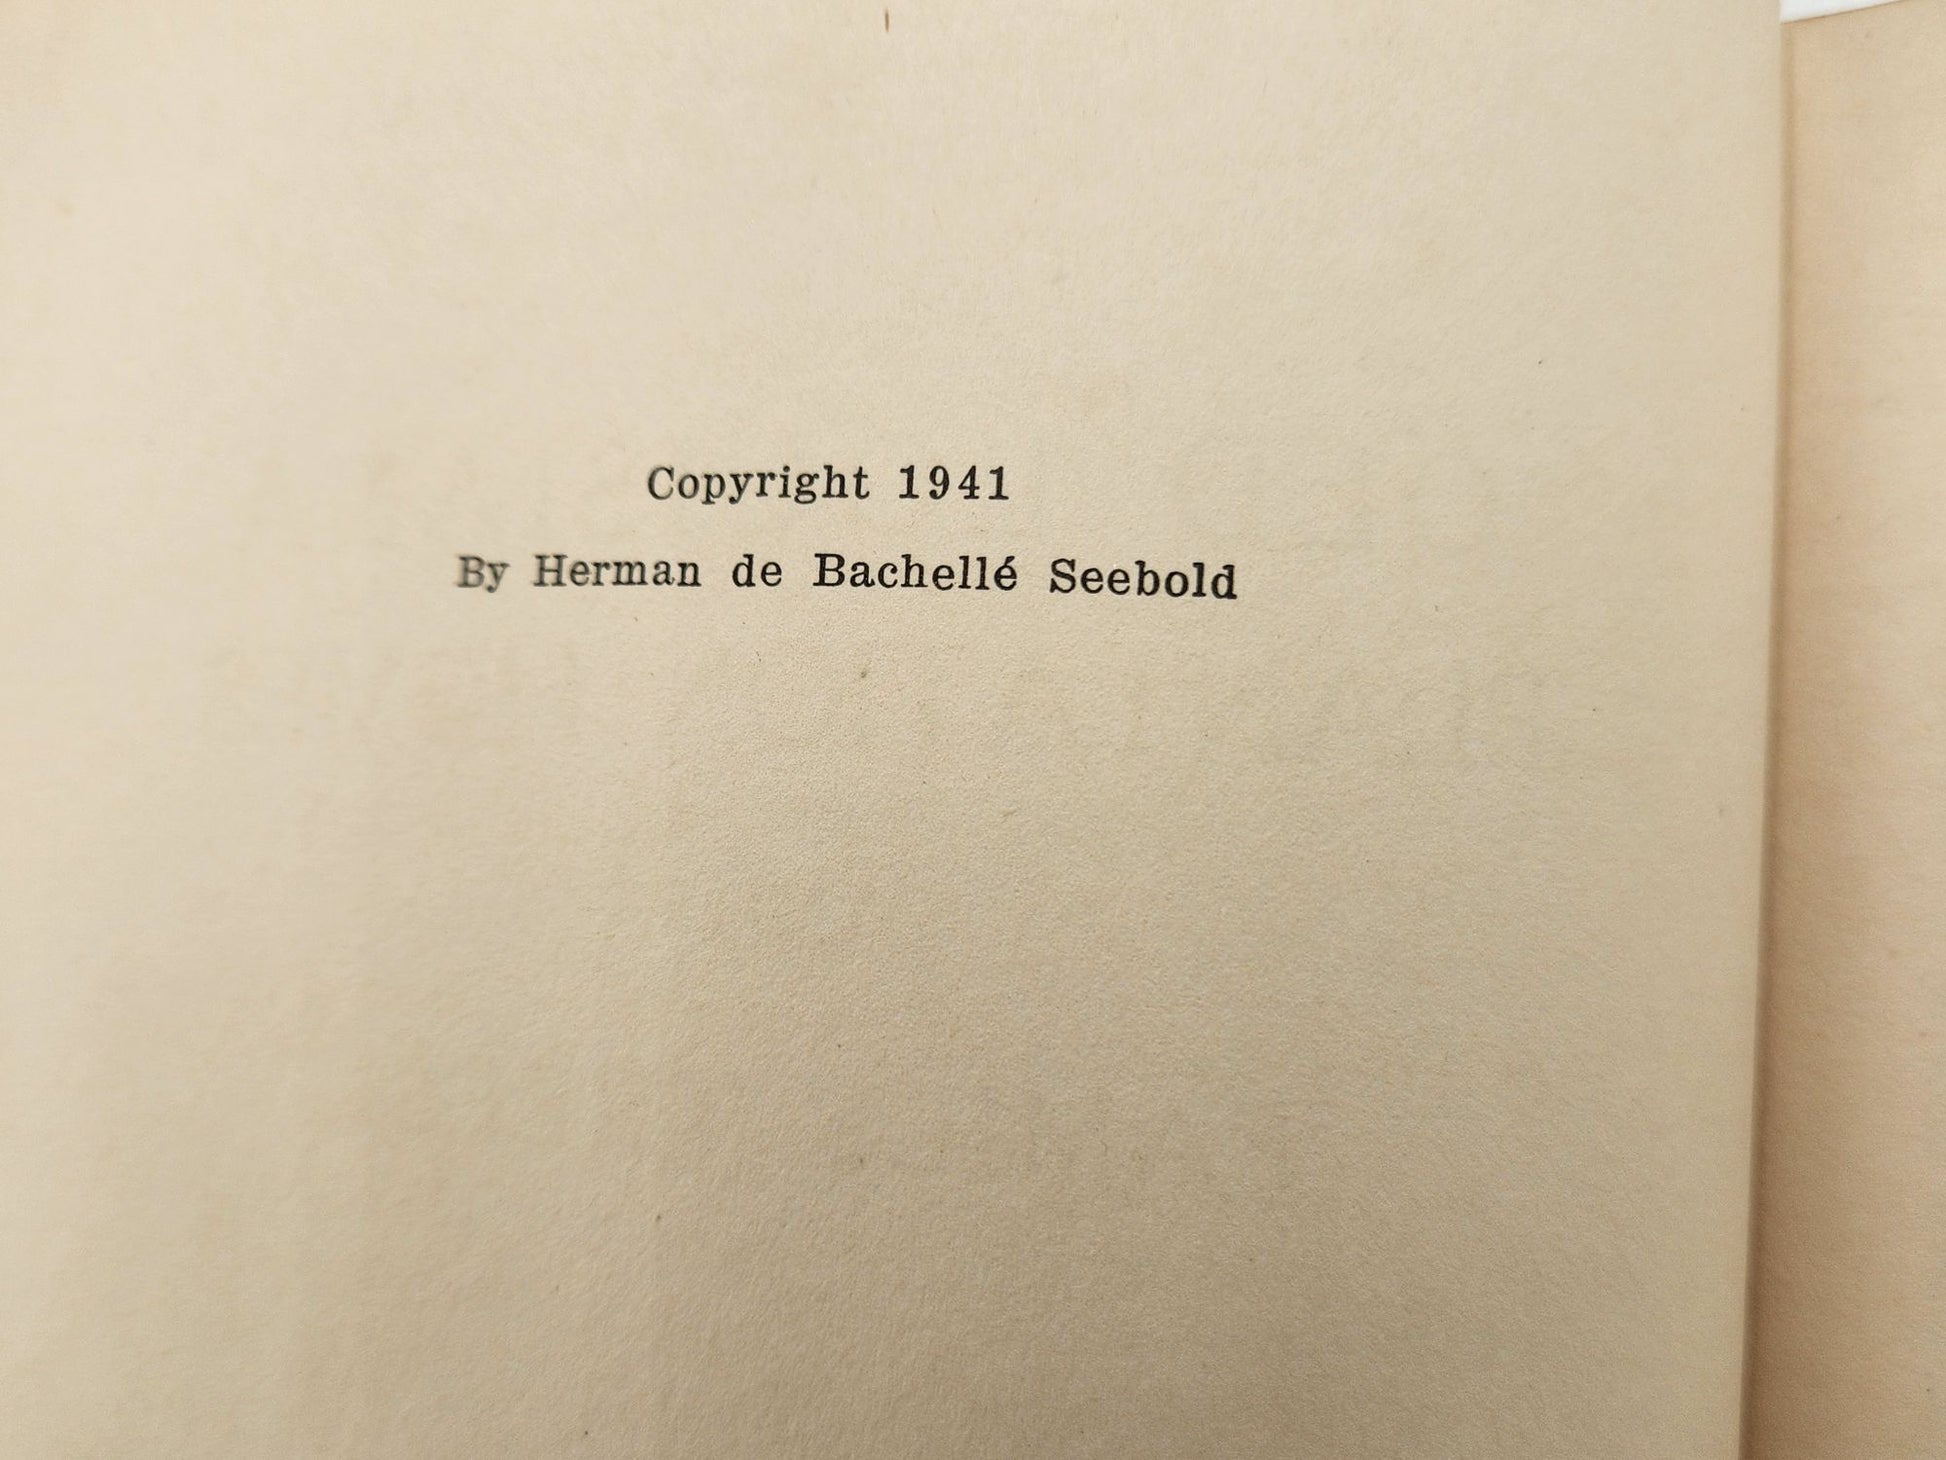 Copyright 1941
By Herman de Bachellé Seebold